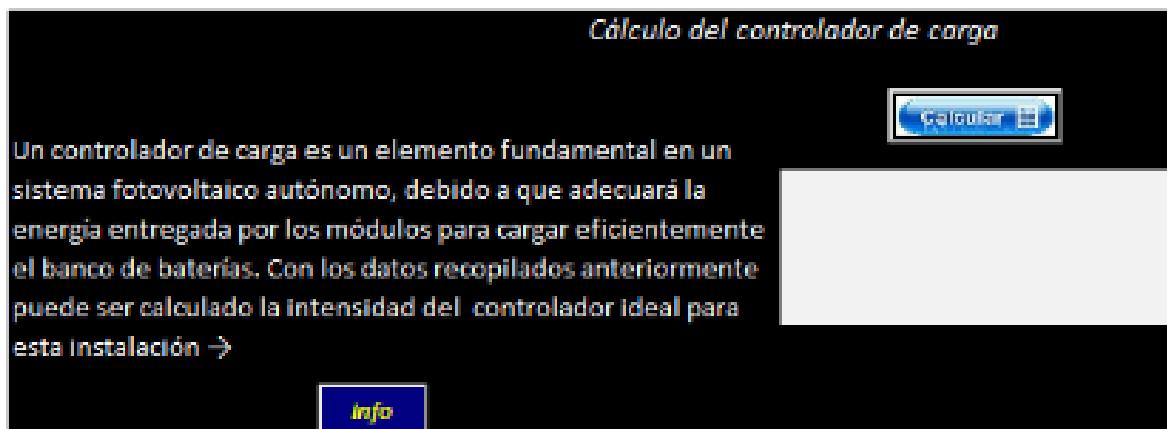 Cálculo del controlador de carga
Calcular
Un controlador de carga es un elemento fundamental en un
sistema fotovoltaico autónomo, debido a que adecuará la
energía entregada por los módulos para cargar eficientemente
el banco de baterías. Con los datos recopilados anteriormente
puede ser calculado la intensidad del controlador ideal para
esta instalación →
info